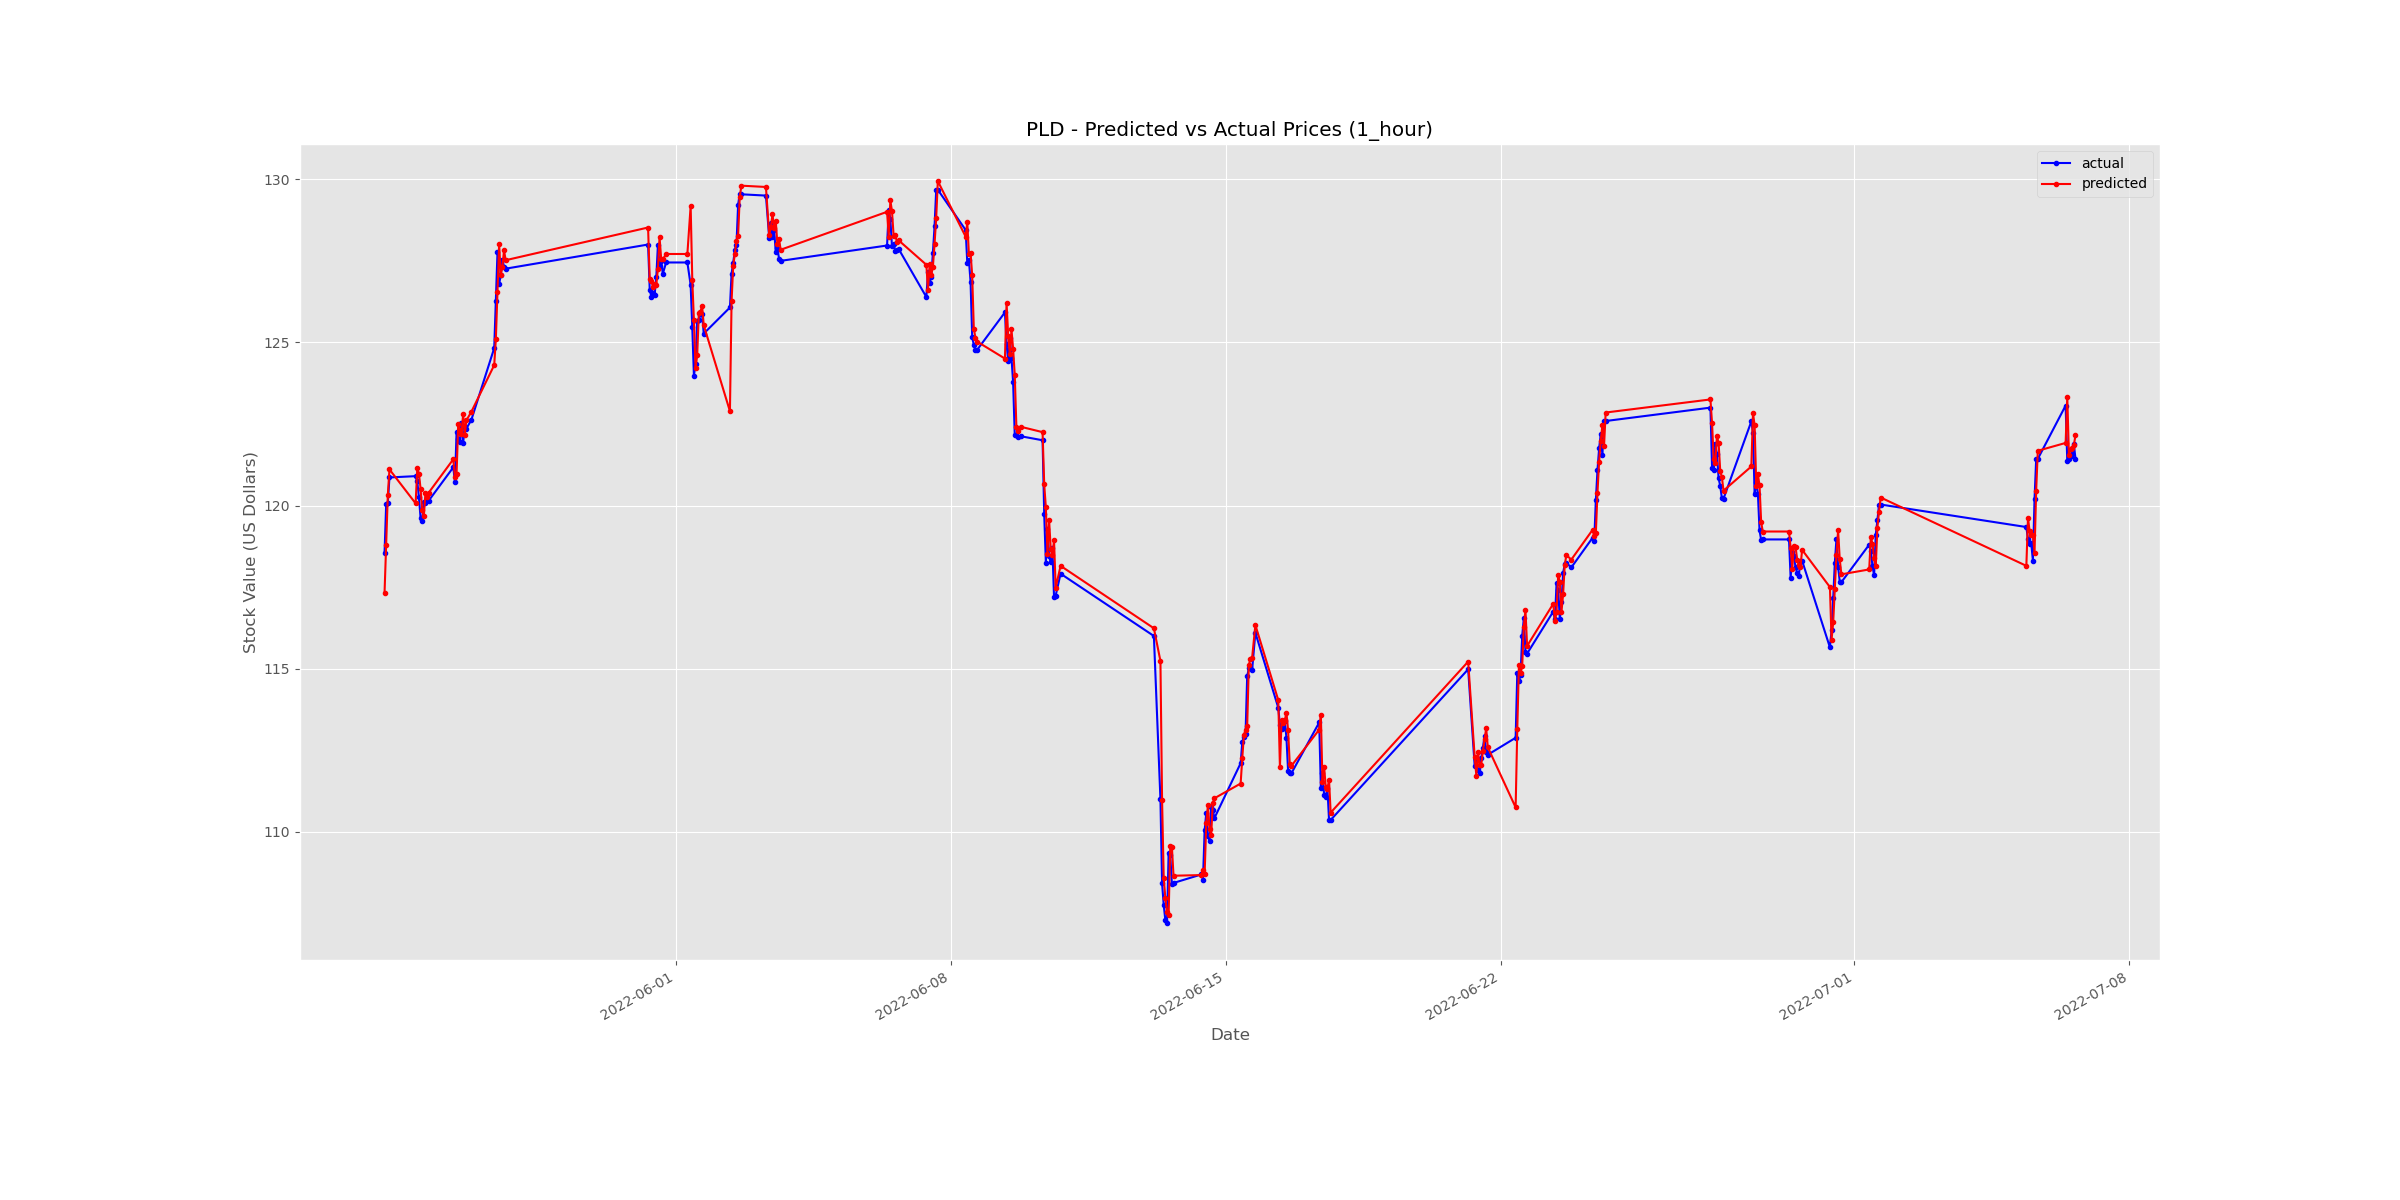 PLD - Predicted vs Actual Prices (1_hour)
actual
predicted
130
125
120
115
110
Stock Value (US Dollars)
2022-06-01
2022-06-08
2022-06-15
2022-06-22
2022-07-01
2022-07-08
Date